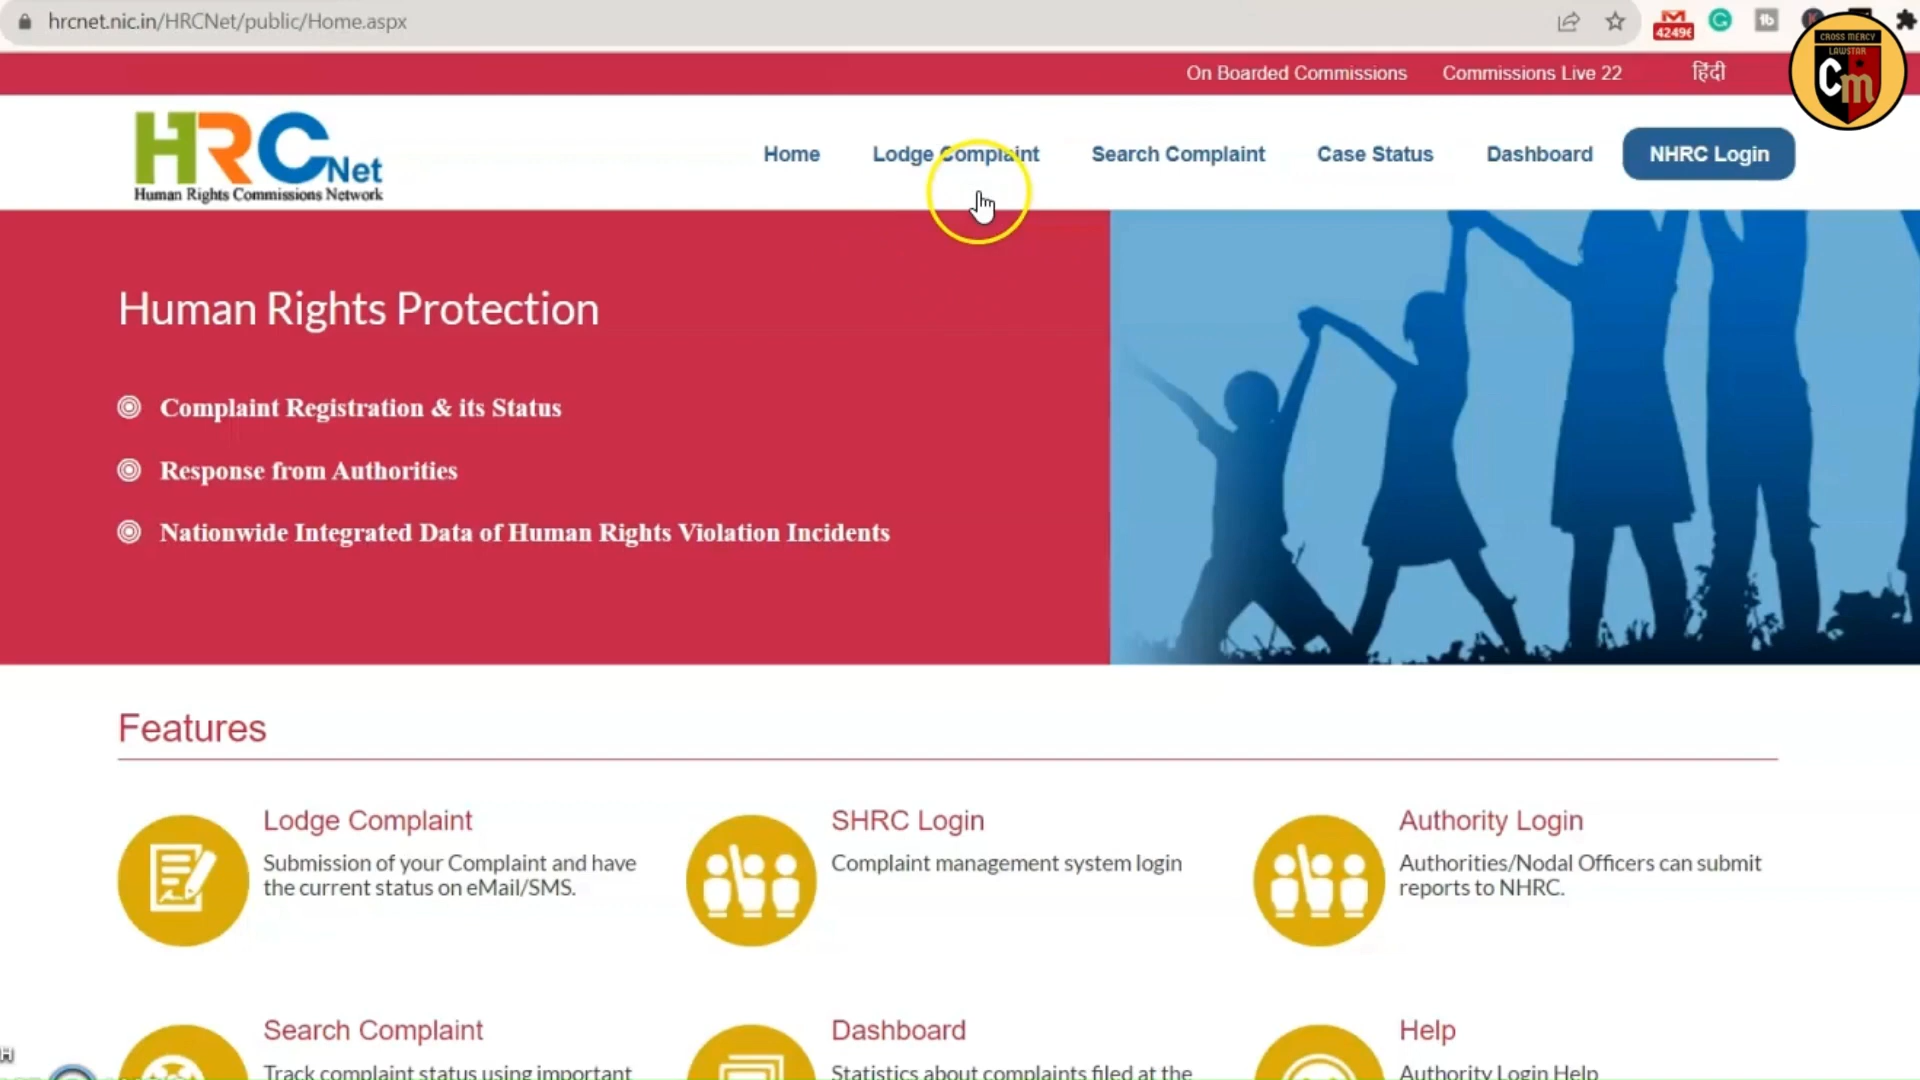 hrcnet.nic.in/HRCNet/public/Home.aspx
4249
CROSS MERCY
LAWSTAR
Cm
On Boarded Commissions Commissions Live 22 हिंदी
HRCNet
Human Rights Commissions Network
Home Lodge Complaint Search Complaint Case Status Dashboard NHRC Login
Human Rights Protection
Complaint Registration & its Status
Response from Authorities
Nationwide Integrated Data of Human Rights Violation Incidents
Features
Lodge Complaint
Submission of your Complaint and have
the current status on eMail/SMS.
SHRC Login
Complaint management system login
Authority Login
Authorities/Nodal Officers can submit
reports to NHRC.
Search Complaint
Track complaint status using important
Dashboard
Statistics about complaints filed at the
Help
Authority Login Help